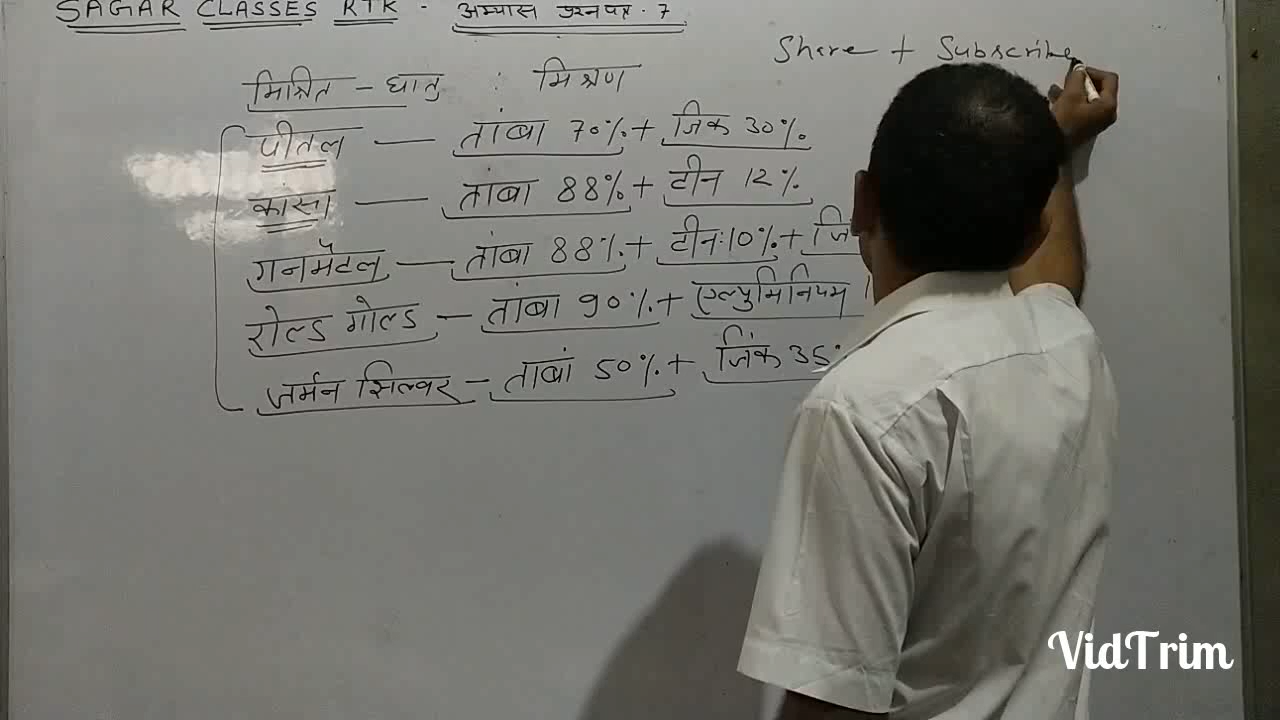 SAGAR CLASSES RTK - अभ्यास प्रश्न पत्र - 7
Share + Subscribe
मिश्रित - धातु : मिश्रण
पीतल — तांबा 70% + जिंक 30%
कांसा — तांबा 88% + टीन 12%
गनमैटल — तांबा 88% + टीन:10% + जि
रोल्ड गोल्ड - तांबा 90% + एल्युमिनियम
जर्मन सिल्वर - ताबां 50% + जिंक 35%
VidTrim